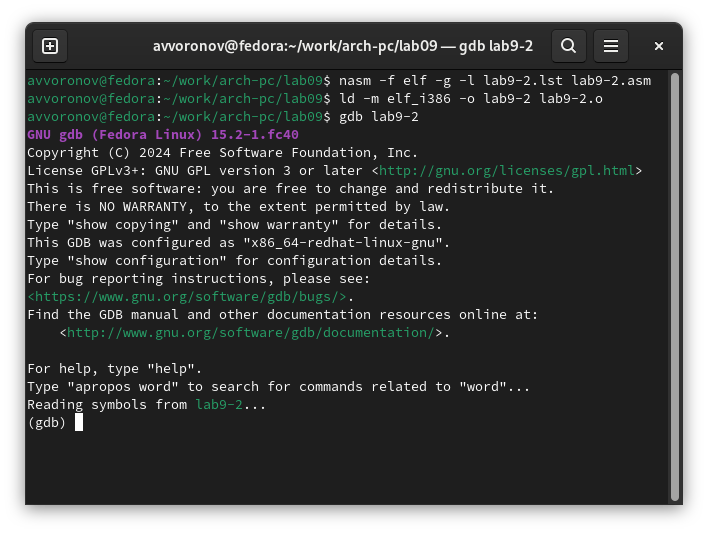 avvoronov@fedora:~/work/arch-pc/lab09 — gdb lab9-2
avvoronov@fedora:~/work/arch-pc/lab09$ nasm -f elf -g -l lab9-2.lst lab9-2.asm
avvoronov@fedora:~/work/arch-pc/lab09$ ld -m elf_i386 -o lab9-2 lab9-2.o
avvoronov@fedora:~/work/arch-pc/lab09$ gdb lab9-2
GNU gdb (Fedora Linux) 15.2-1.fc40
Copyright (C) 2024 Free Software Foundation, Inc.
License GPLv3+: GNU GPL version 3 or later <http://gnu.org/licenses/gpl.html>
This is free software: you are free to change and redistribute it.
There is NO WARRANTY, to the extent permitted by law.
Type "show copying" and "show warranty" for details.
This GDB was configured as "x86_64-redhat-linux-gnu".
Type "show configuration" for configuration details.
For bug reporting instructions, please see:
<https://www.gnu.org/software/gdb/bugs/>.
Find the GDB manual and other documentation resources online at:
    <http://www.gnu.org/software/gdb/documentation/>.

For help, type "help".
Type "apropos word" to search for commands related to "word"...
Reading symbols from lab9-2...
(gdb)